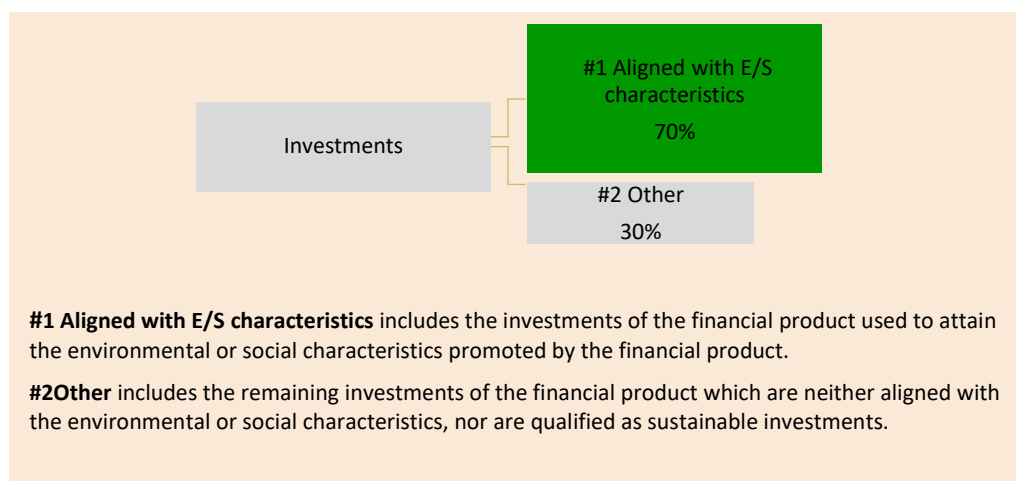 #1 Aligned with E/S
characteristics
70%
Investments
#2 Other
30%
#1 Aligned with E/S characteristics includes the investments of the financial product used to attain
the environmental or social characteristics promoted by the financial product.
#2Other includes the remaining investments of the financial product which are neither aligned with
the environmental or social characteristics, nor are qualified as sustainable investments.